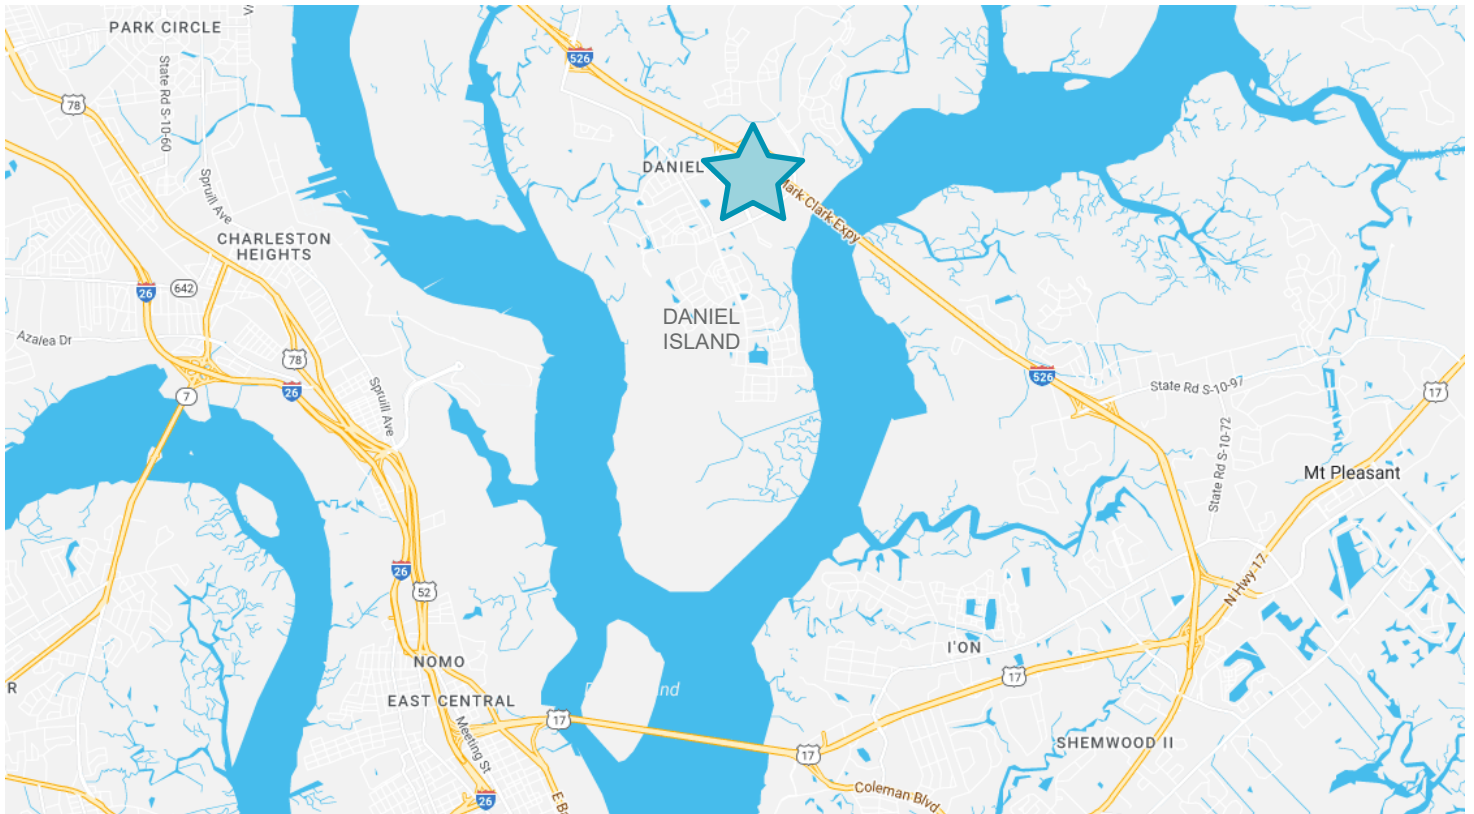 PARK CIRCLE
526
State Rd S-10-60
78
DANIEL
Mark Clark Expy
Spruill Ave
CHARLESTON
HEIGHTS
26
642
DANIEL
ISLAND
Azalea Dr
78
526
State Rd S-10-97
26
7
17
Spruill Ave
State Rd S-10-72
Mt Pleasant
26
52
N Hwy 17
NOMO
I'ON
17
R
EAST CENTRAL
17
Meeting St
SHEMWOOD II
17
Coleman Blvd
26